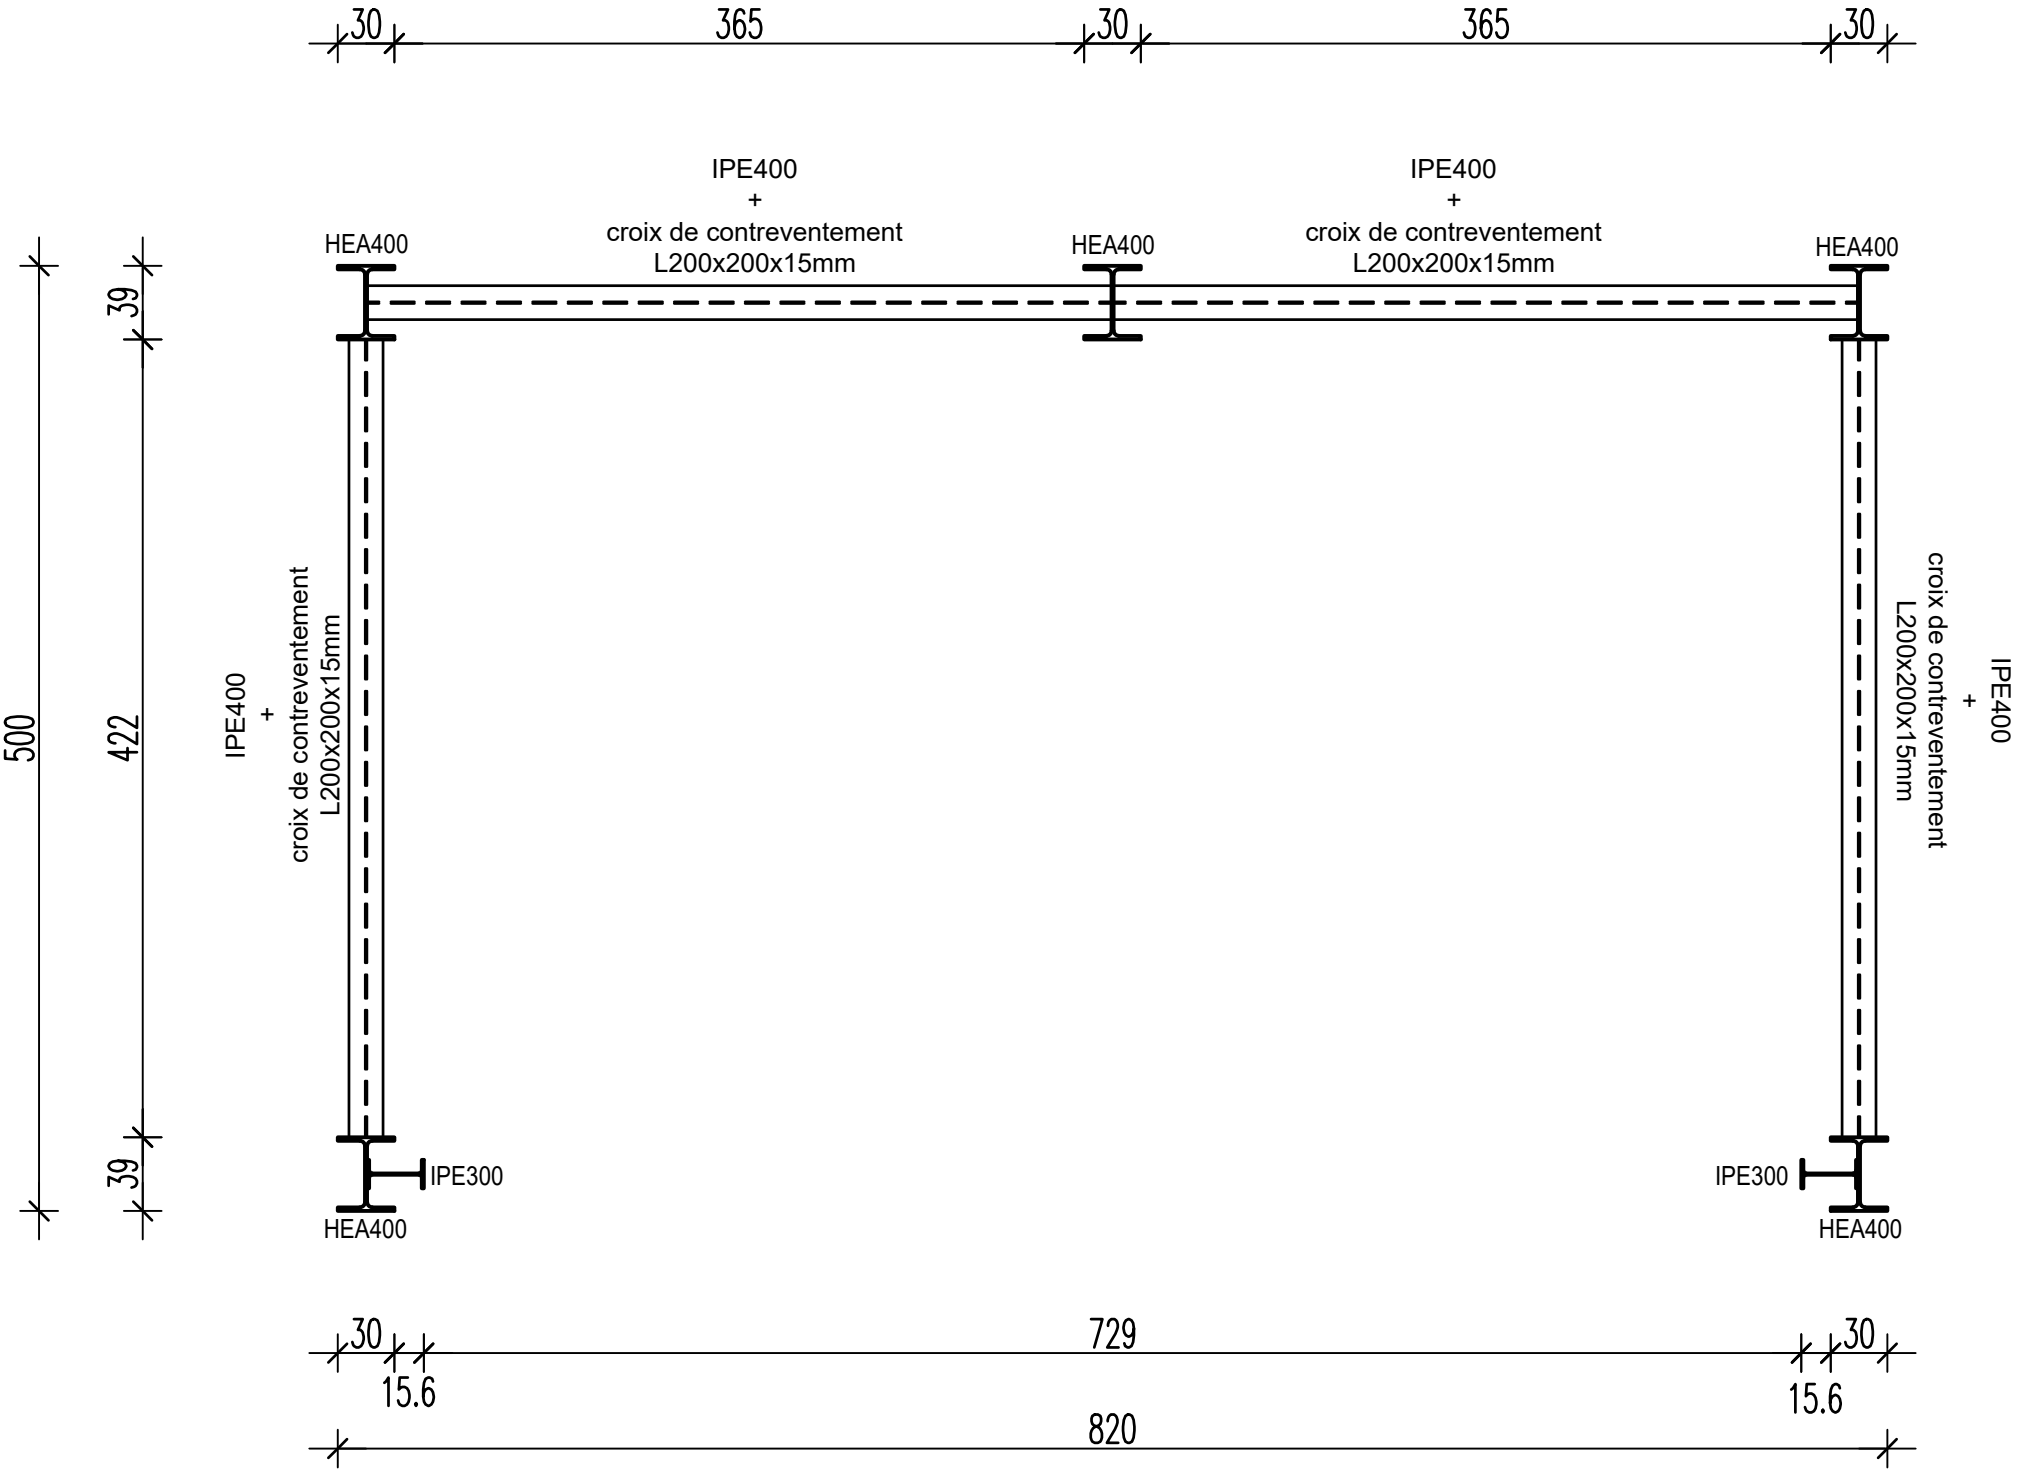 30
365
30
365
30
IPE400
+
croix de contreventement
L200x200x15mm
IPE400
+
croix de contreventement
L200x200x15mm
HEA400
HEA400
HEA400
39
500
422
39
IPE400
+
croix de contreventement
L200x200x15mm
IPE400
+
croix de contreventement
L200x200x15mm
IPE300
HEA400
IPE300
HEA400
30
15.6
729
15.6
30
820